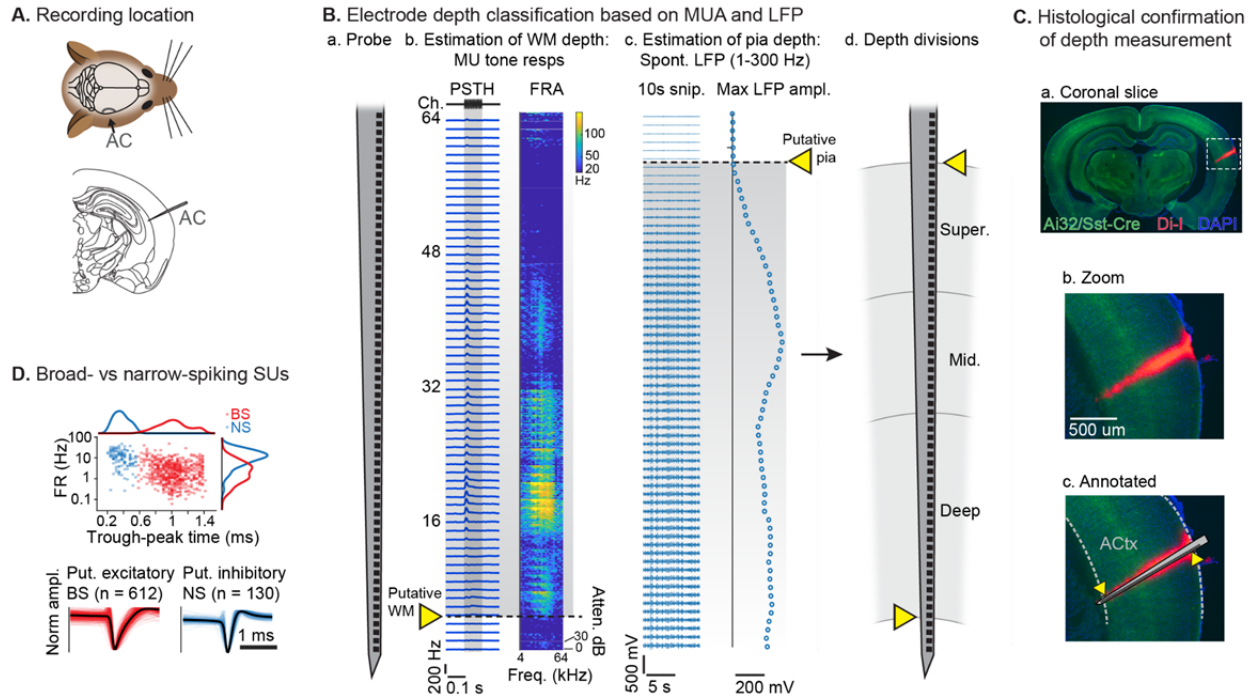 A. Recording location
AC
AC
B. Electrode depth classification based on MUA and LFP
a. Probe
b. Estimation of WM depth:
MU tone resps
PSTH
FRA
Ch.
64
48
32
16
100
50
20
Hz
Putative
WM
200 Hz
0.1 s
4
64
Freq. (kHz)
Atten. dB
30
0
c. Estimation of pia depth:
Spont. LFP (1-300 Hz)
10s snip.
Max LFP ampl.
Putative
pia
500 mV
5 s
200 mV
d. Depth divisions
Super.
Mid.
Deep
C. Histological confirmation
of depth measurement
a. Coronal slice
Ai32/Sst-Cre
Di-I
DAPI
b. Zoom
500 um
c. Annotated
ACtx
D. Broad- vs narrow-spiking SUs
BS
NS
FR (Hz)
100
10
1
0.1
0.2
0.6
1
1.4
Trough-peak time (ms)
Norm ampl.
Put. excitatory
BS (n = 612)
Put. inhibitory
NS (n = 130)
1 ms